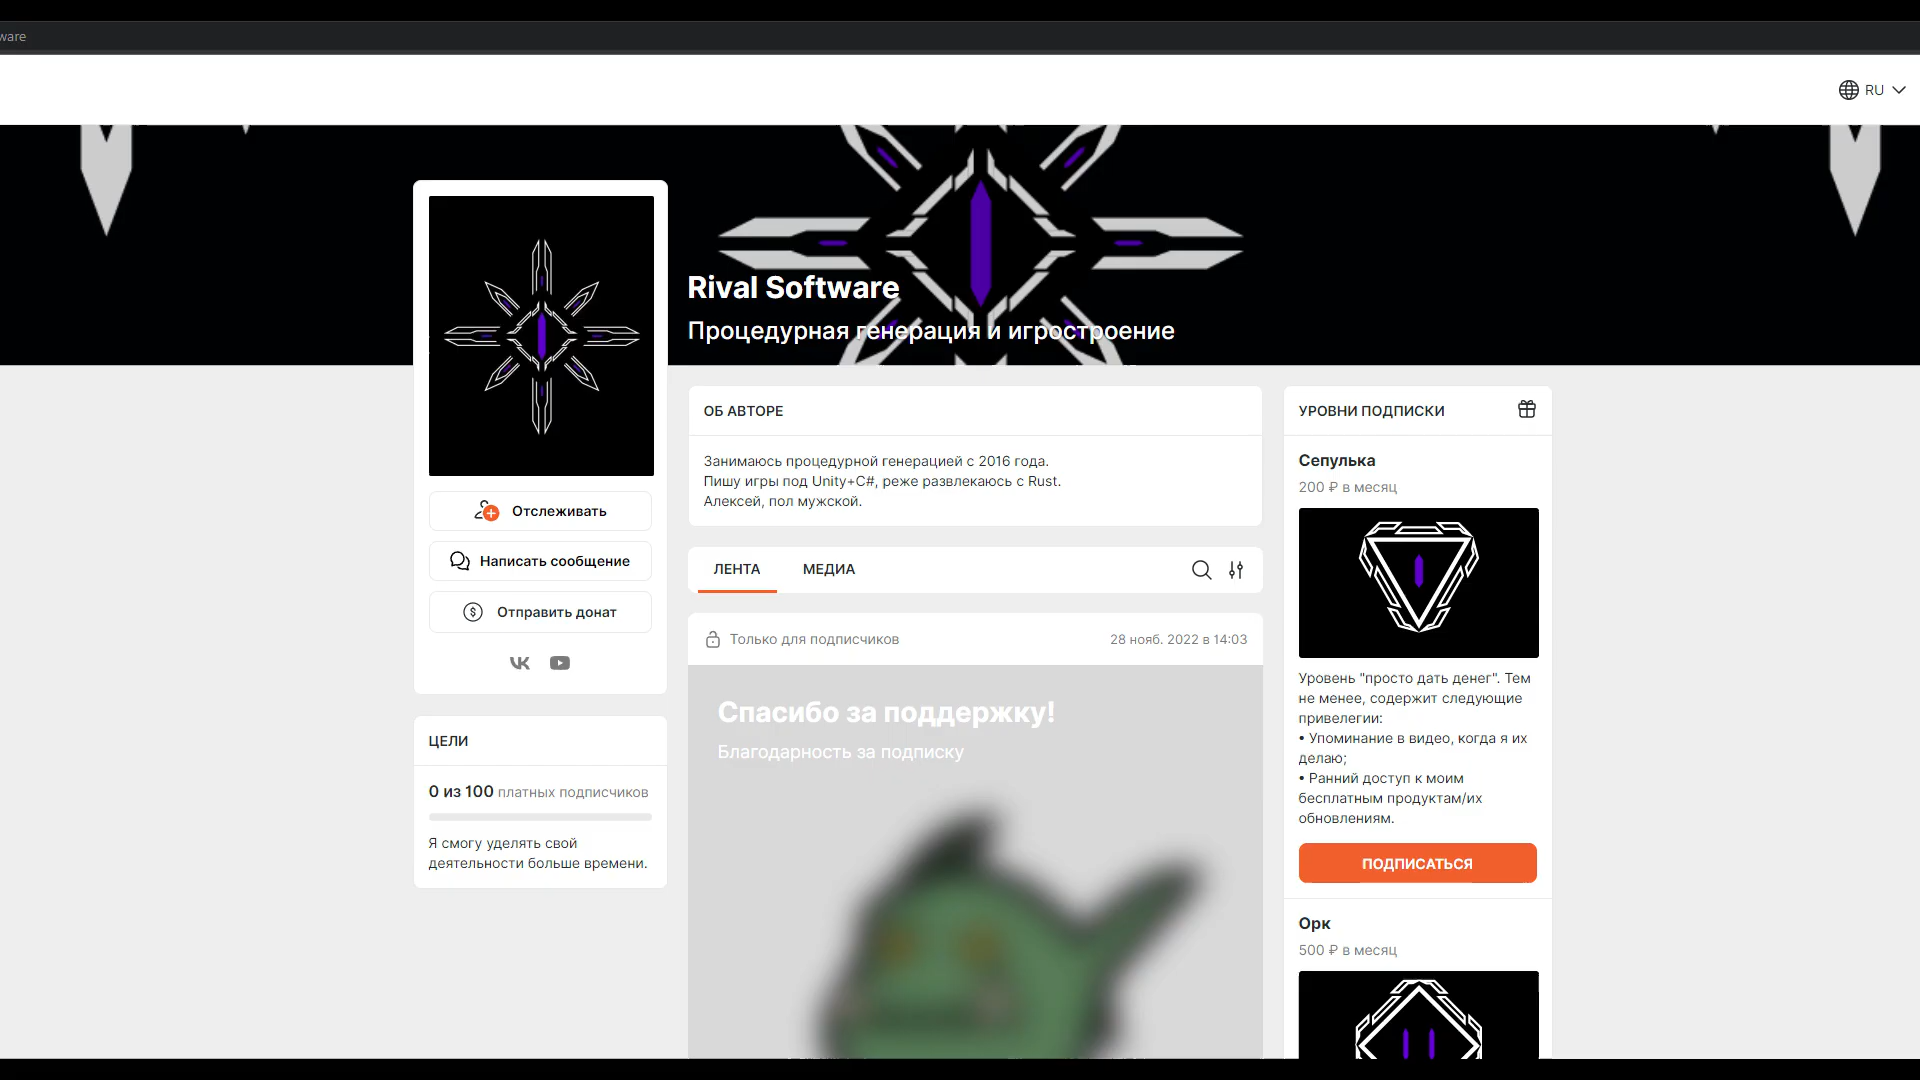 ware
RU
Rival Software
Процедурная генерация и игростроение
Отслеживать
Написать сообщение
Отправить донат
ЦЕЛИ
0 из 100 платных подписчиков
Я смогу уделять свой
деятельности больше времени.
ОБ АВТОРЕ
Занимаюсь процедурной генерацией с 2016 года.
Пишу игры под Unity+C#, реже развлекаюсь с Rust.
Алексей, пол мужской.
ЛЕНТА МЕДИА
Только для подписчиков 28 нояб. 2022 в 14:03
Спасибо за поддержку!
Благодарность за подписку
УРОВНИ ПОДПИСКИ
Сепулька
200 ₽ в месяц
Уровень "просто дать денег". Тем
не менее, содержит следующие
привелегии:
• Упоминание в видео, когда я их
делаю;
• Ранний доступ к моим
бесплатным продуктам/их
обновлениям.
ПОДПИСАТЬСЯ
Орк
500 ₽ в месяц